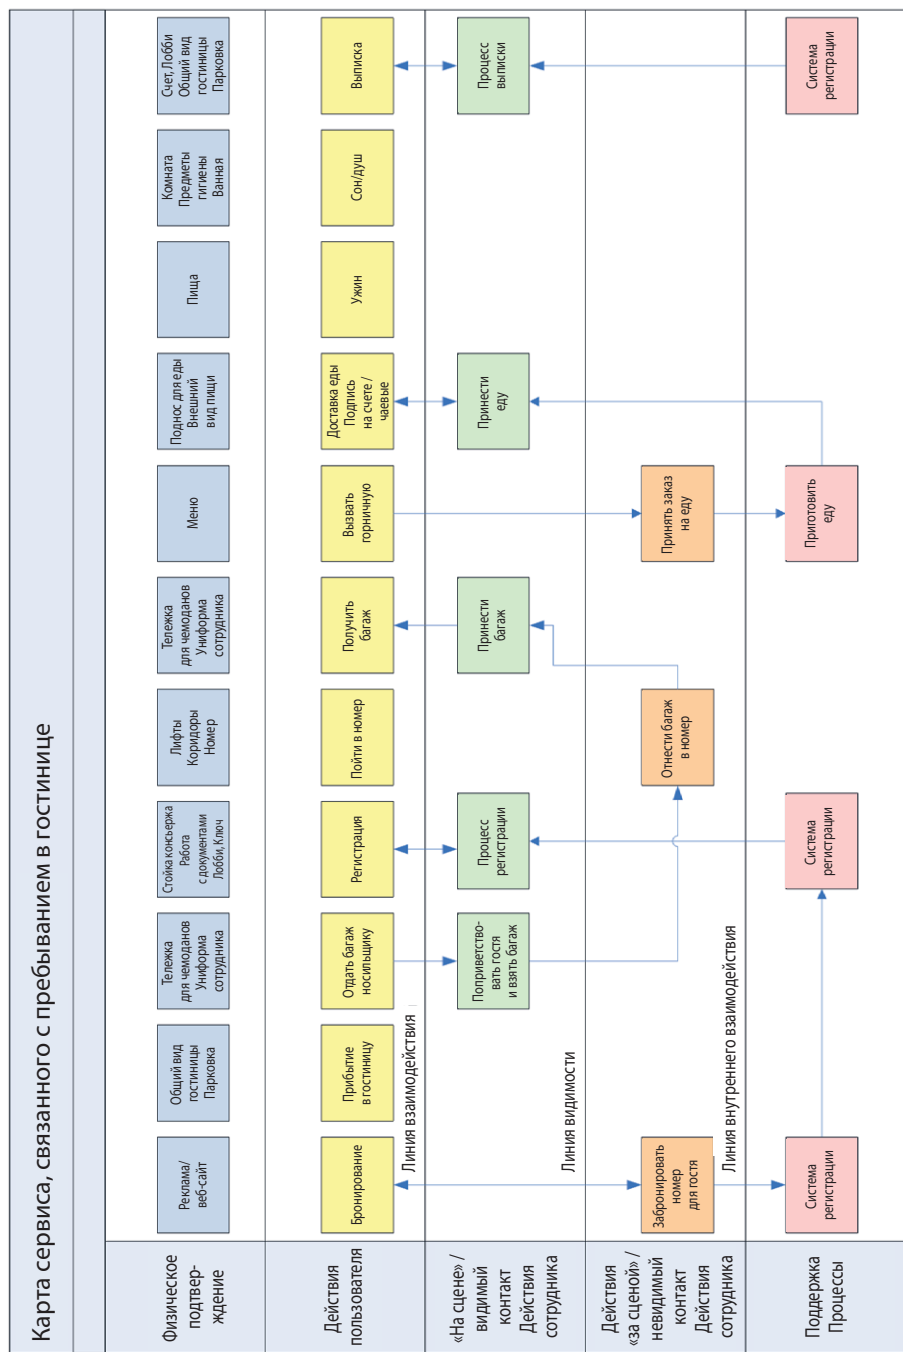 Карта сервиса, связанного с пребыванием в гостинице
Физическое
подтвер-
ждение
Реклама/
веб-сайт
Общий вид
гостиницы
Парковка
Тележка
для чемоданов
Униформа
сотрудника
Стойка консьержа
Работа
с документами
Лобби, Ключ
Лифты
Коридоры
Номер
Тележка
для чемоданов
Униформа
сотрудника
Меню
Поднос для еды
Внешний
вид пищи
Пища
Комната
Предметы
гигиены
Ванная
Счет, Лобби
Общий вид
гостиницы
Парковка
Действия
пользователя
Бронирование
Прибытие
в гостиницу
Отдать багаж
носильщику
Регистрация
Пойти в номер
Получить
багаж
Вызвать
горничную
Доставка еды
Подпись
на счете /
чаевые
Ужин
Сон/душ
Выписка
Линия взаимодействия
«На сцене» /
видимый
контакт
Действия
сотрудника
Поприветство-
вать гостя
и взять багаж
Процесс
регистрации
Принести
багаж
Принести
еду
Процесс
выписки
Линия видимости
Действия
«за сценой» /
невидимый
контакт
Действия
сотрудника
Забронировать
номер
для гостя
Отнести багаж
в номер
Принять заказ
на еду
Линия внутреннего взаимодействия
Поддержка
Процессы
Система
регистрации
Система
регистрации
Приготовить
еду
Система
регистрации